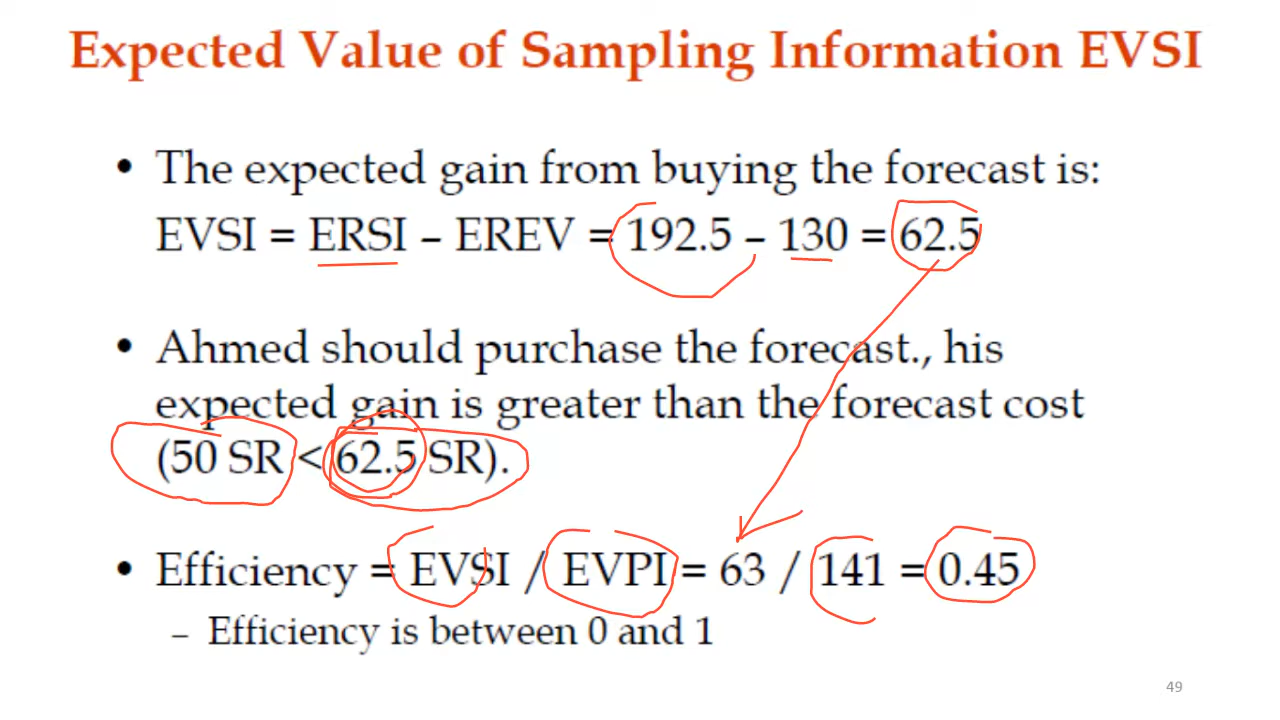 Expected Value of Sampling Information EVSI
• The expected gain from buying the forecast is:
EVSI = ERSI – EREV = 192.5 – 130 = 62.5
• Ahmed should purchase the forecast., his
expected gain is greater than the forecast cost
(50 SR < 62.5 SR).
• Efficiency = EVSI / EVPI = 63 / 141 = 0.45
– Efficiency is between 0 and 1
49